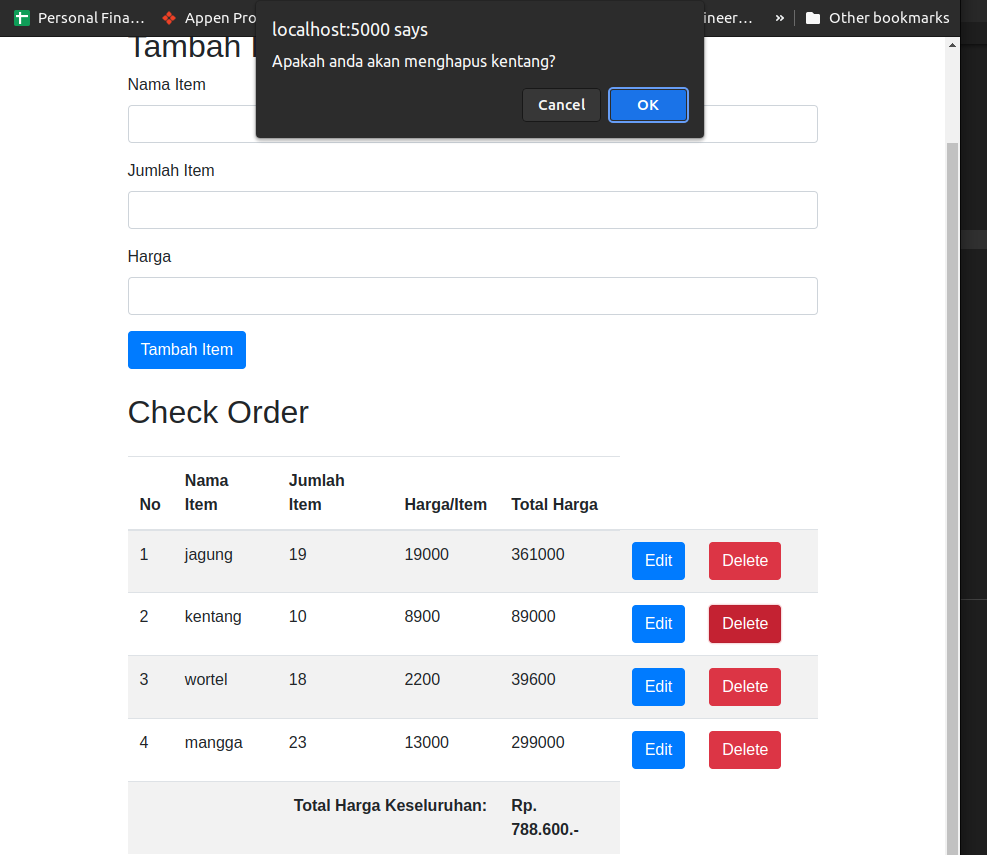 Personal Fina... Appen Pro ineer... » Other bookmarks
localhost:5000 says
Apakah anda akan menghapus kentang?
Cancel OK
Tambah
Nama Item
Jumlah Item
Harga
Tambah Item
Check Order
No Nama Item Jumlah Item Harga/Item Total Harga
1 jagung 19 19000 361000 Edit Delete
2 kentang 10 8900 89000 Edit Delete
3 wortel 18 2200 39600 Edit Delete
4 mangga 23 13000 299000 Edit Delete
Total Harga Keseluruhan: Rp.
788.600.-